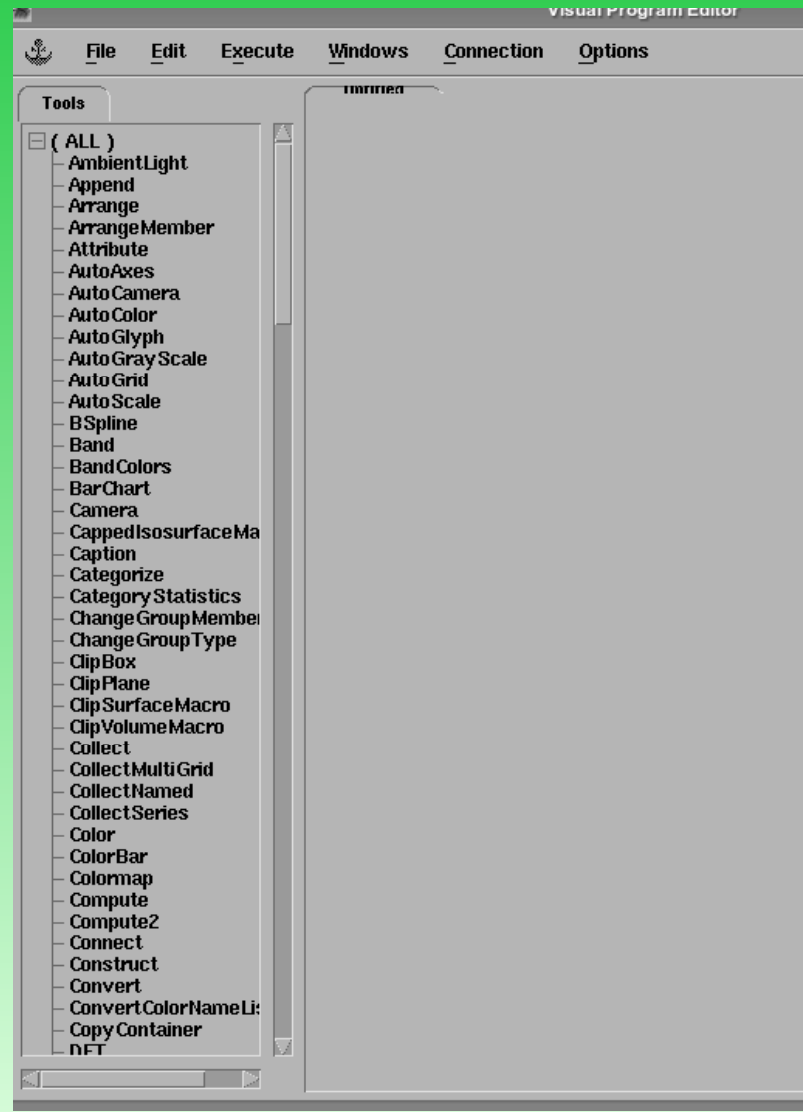 Visual Program Editor
File Edit Execute Windows Connection Options
Tools
Untitled
( ALL )
AmbientLight
Append
Arrange
ArrangeMember
Attribute
AutoAxes
AutoCamera
AutoColor
AutoGlyph
AutoGrayScale
AutoGrid
AutoScale
BSpline
Band
BandColors
BarChart
Camera
CappedIsosurfaceMa
Caption
Categorize
CategoryStatistics
ChangeGroupMember
ChangeGroupType
ClipBox
ClipPlane
ClipSurfaceMacro
ClipVolumeMacro
Collect
CollectMultiGrid
CollectNamed
CollectSeries
Color
ColorBar
Colormap
Compute
Compute2
Connect
Construct
Convert
ConvertColorNameLis
CopyContainer
DFT